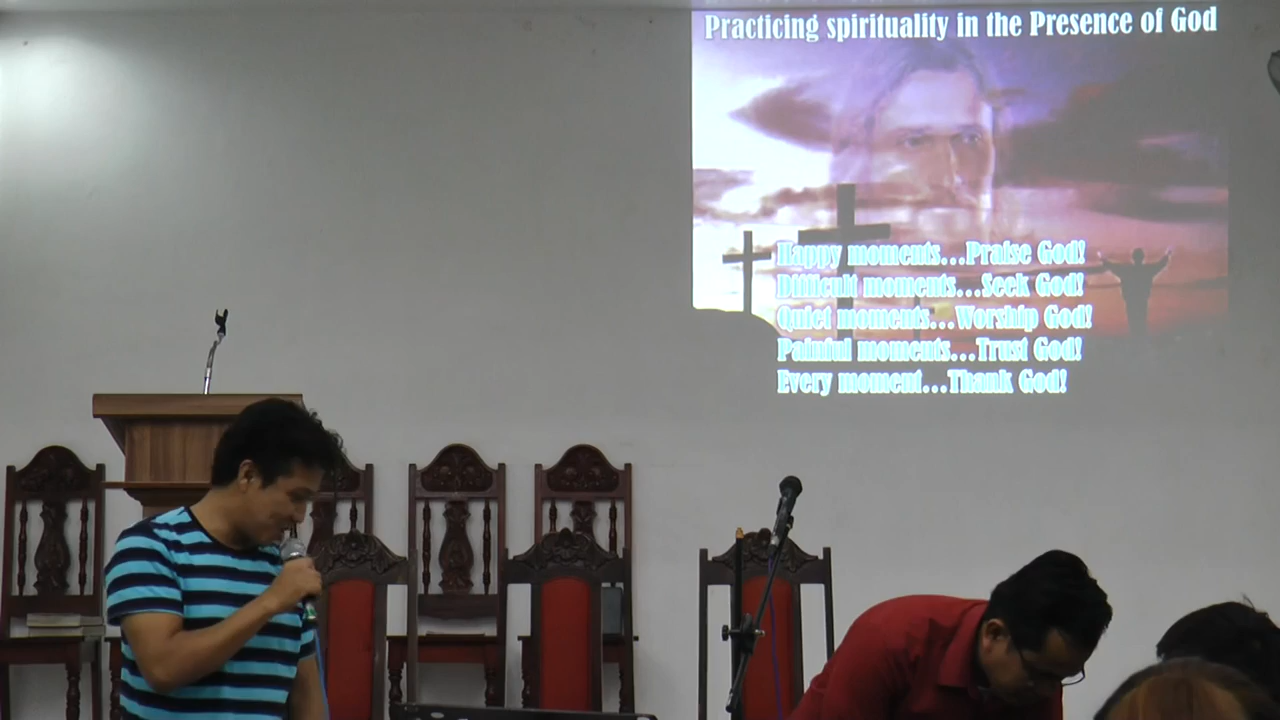 Practicing spirituality in the Presence of God
Happy moments...Praise God!
Difficult moments...Seek God!
Quiet moments...Worship God!
Painful moments...Trust God!
Every moment...Thank God!